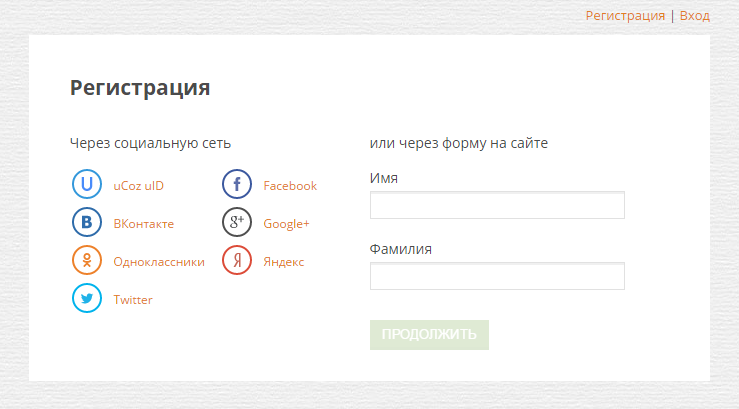 Регистрация | Вход
Регистрация
Через социальную сеть
uCoz uID
Facebook
ВКонтакте
Google+
Одноклассники
Яндекс
Twitter
или через форму на сайте
Имя
Фамилия
ПРОДОЛЖИТЬ